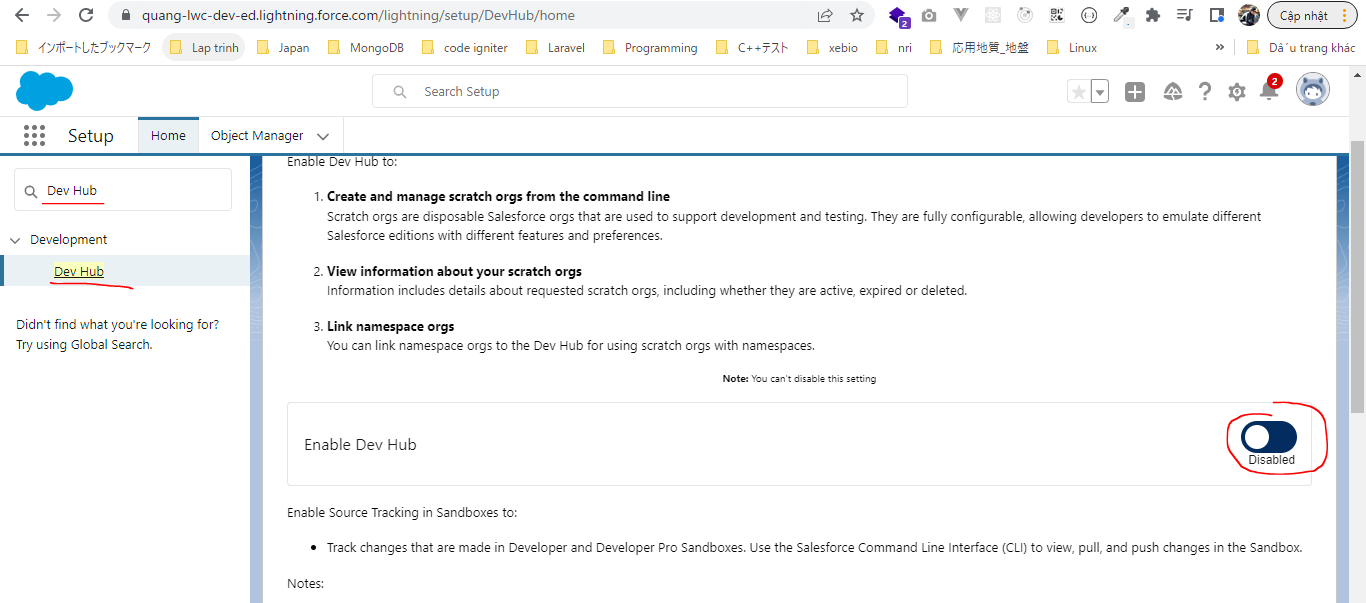 quang-lwc-dev-ed.lightning.force.com/lightning/setup/DevHub/home
2
Cập nhật
インポートしたブックマーク Lap trinh Japan MongoDB code igniter Laravel Programming C++テスト xebio nri 応用地質_地盤 Linux » Dấu trang khác
Search Setup
2
Setup Home Object Manager
Dev Hub
Development
Dev Hub
Didn't find what you're looking for?
Try using Global Search.
Enable Dev Hub to:
1. Create and manage scratch orgs from the command line
Scratch orgs are disposable Salesforce orgs that are used to support development and testing. They are fully configurable, allowing developers to emulate different
Salesforce editions with different features and preferences.
2. View information about your scratch orgs
Information includes details about requested scratch orgs, including whether they are active, expired or deleted.
3. Link namespace orgs
You can link namespace orgs to the Dev Hub for using scratch orgs with namespaces.
Note: You can't disable this setting
Enable Dev Hub
Disabled
Enable Source Tracking in Sandboxes to:
• Track changes that are made in Developer and Developer Pro Sandboxes. Use the Salesforce Command Line Interface (CLI) to view, pull, and push changes in the Sandbox.
Notes: